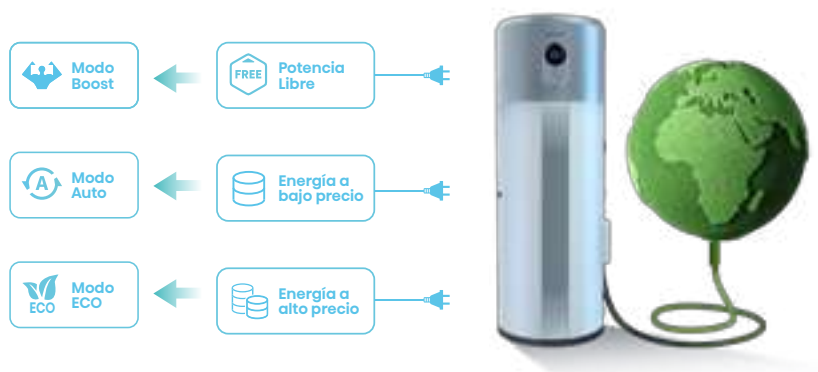 Modo
Boost
FREE
Potencia
Libre
A
Modo
Auto
Energía a
bajo precio
ECO
Modo
ECO
Energía a
alto precio